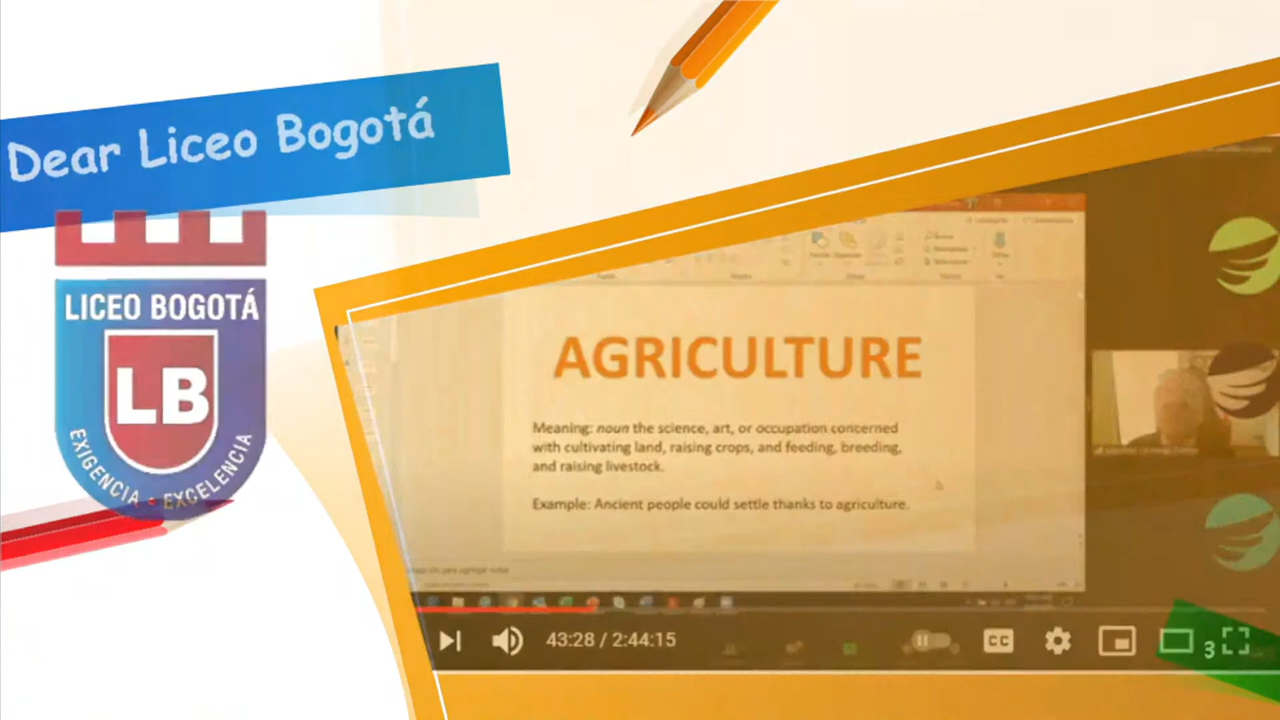 Dear Liceo Bogotá
LICEO BOGOTÁ
LB
EXIGENCIA - EXCELENCIA
AGRICULTURE
Meaning: noun the science, art, or occupation concerned
with cultivating land, raising crops, and feeding, breeding,
and raising livestock.
Example: Ancient people could settle thanks to agriculture.
43:28 / 2:44:15
CC
3